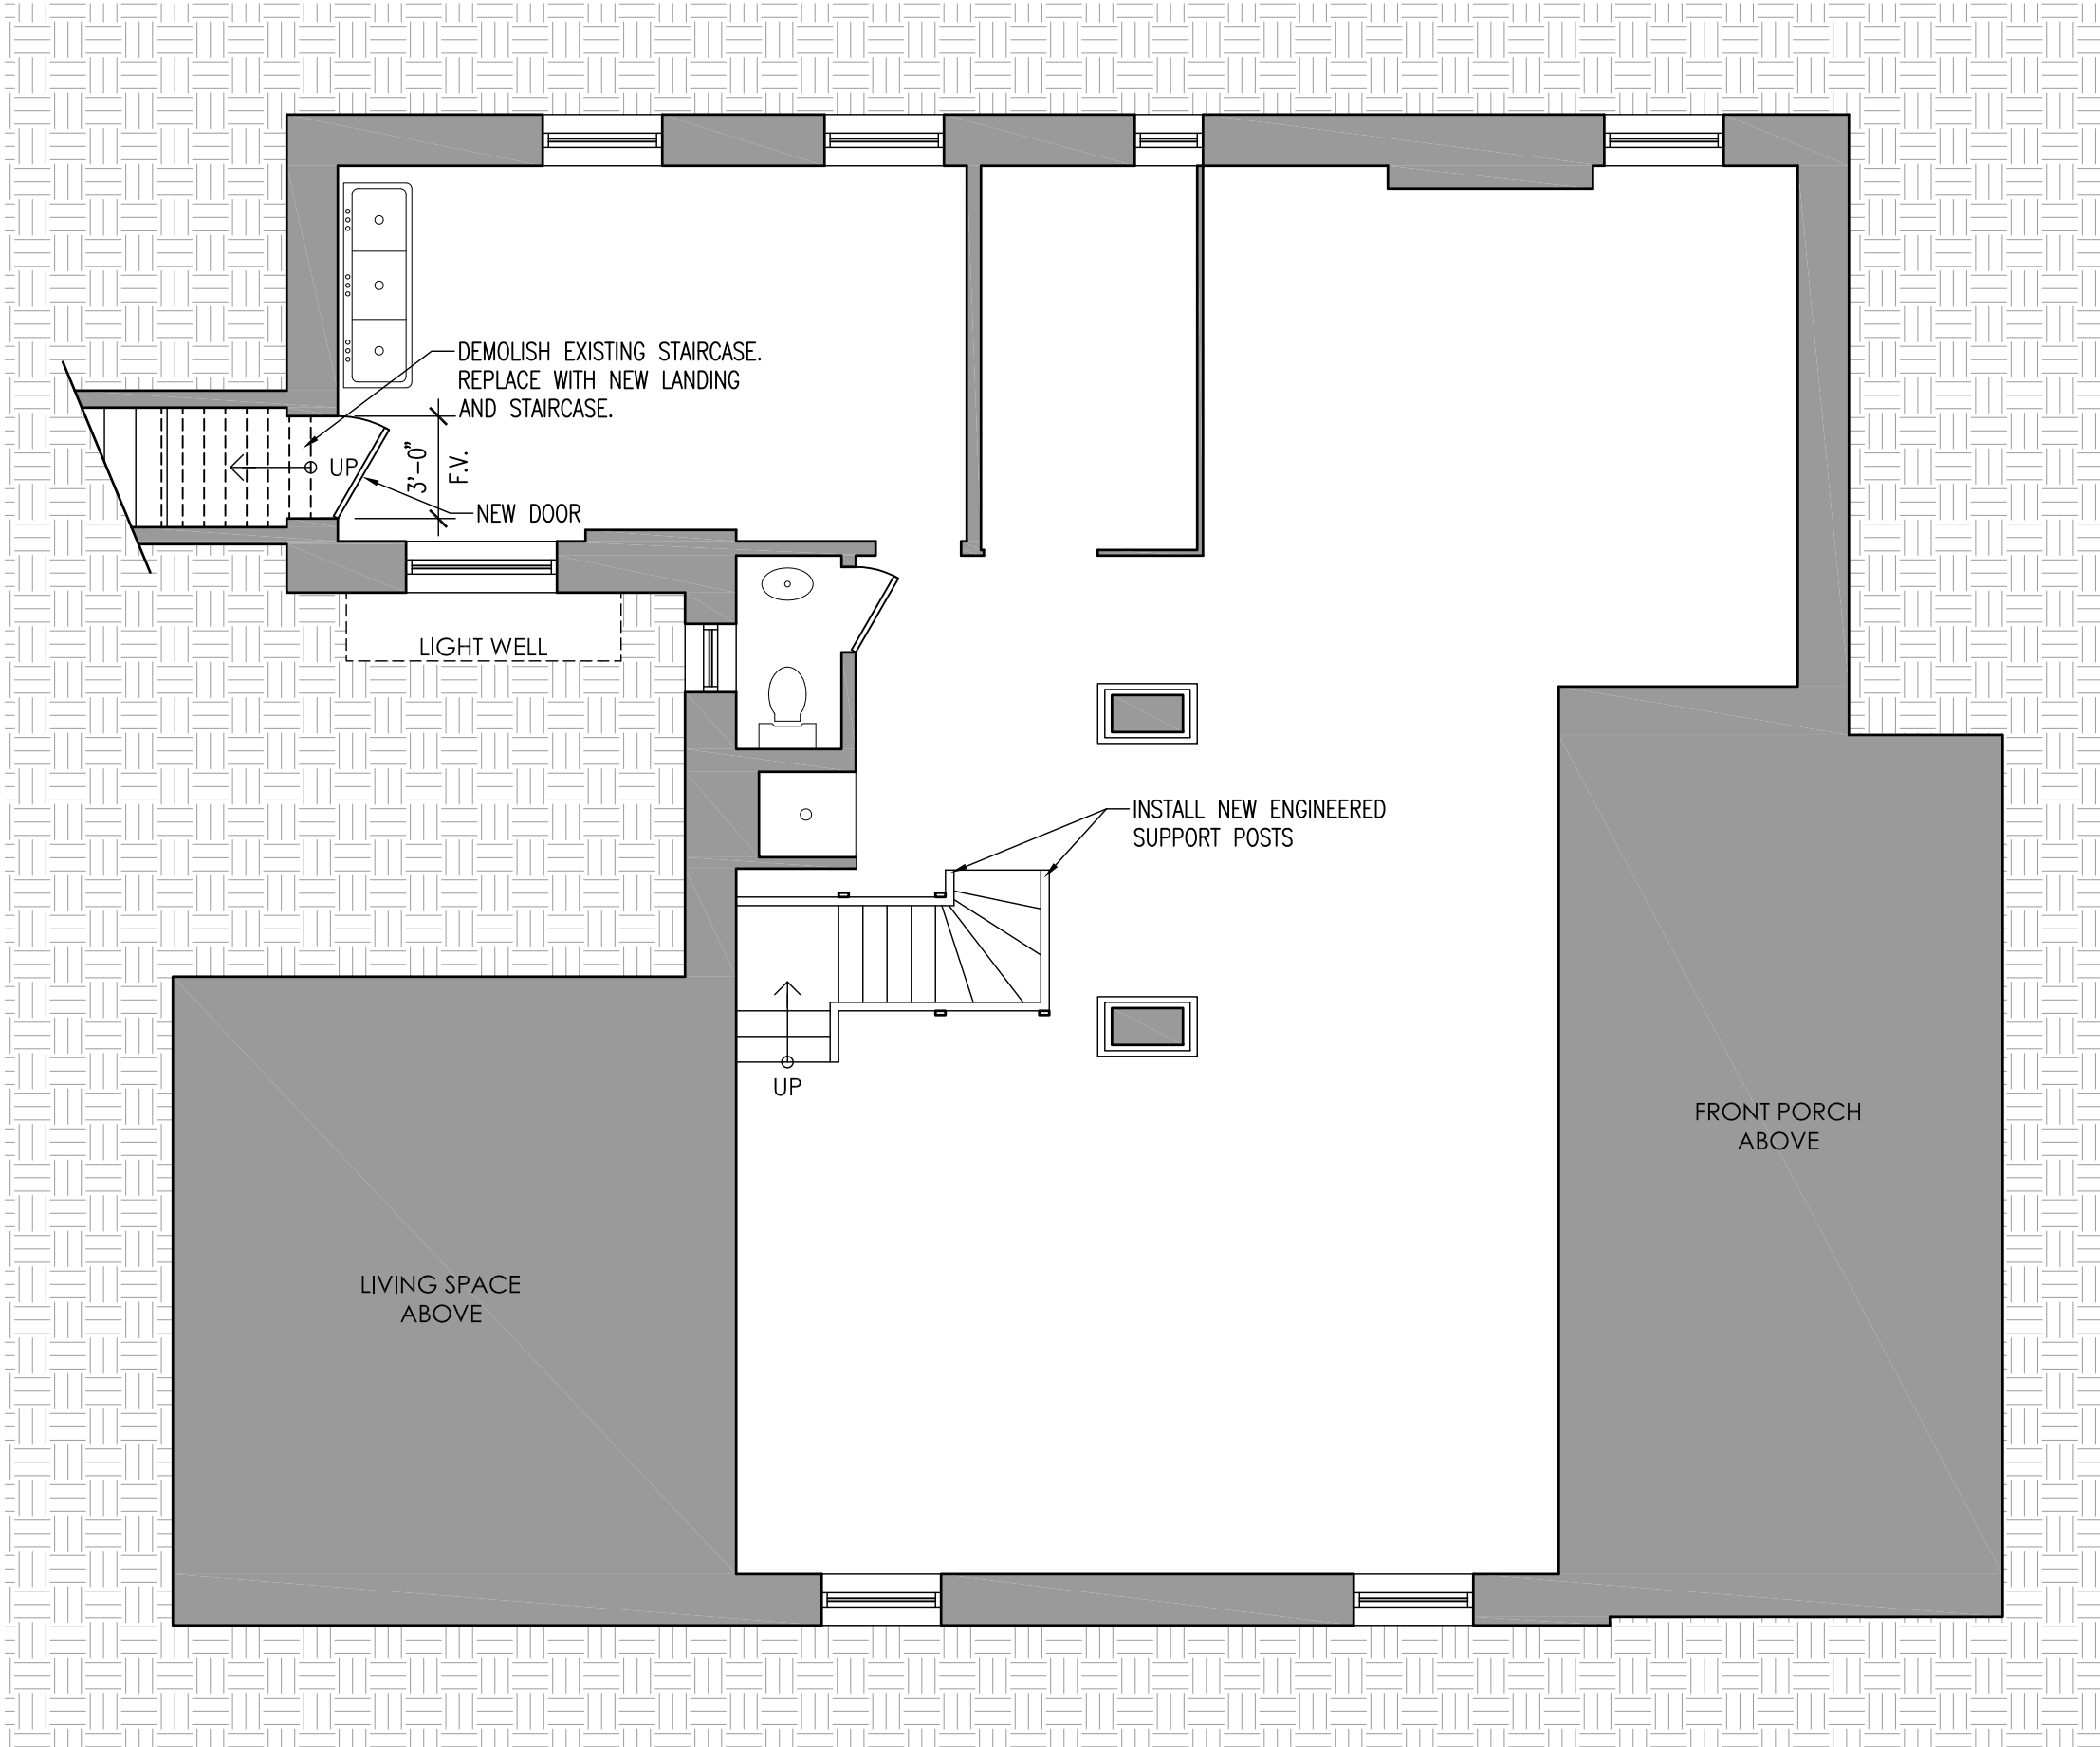 DEMOLISH EXISTING STAIRCASE.
REPLACE WITH NEW LANDING
AND STAIRCASE.
UP
3'-0"
F.V.
NEW DOOR
LIGHT WELL
INSTALL NEW ENGINEERED
SUPPORT POSTS
UP
FRONT PORCH
ABOVE
LIVING SPACE
ABOVE